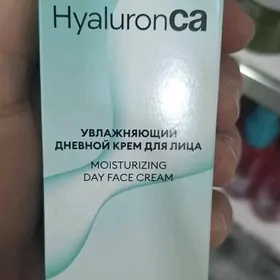 Hyaluronca
УВЛАЖНЯЮЩИЙ
ДНЕВНОЙ КРЕМ ДЛЯ ЛИЦА
MOISTURIZING
DAY FACE CREAM